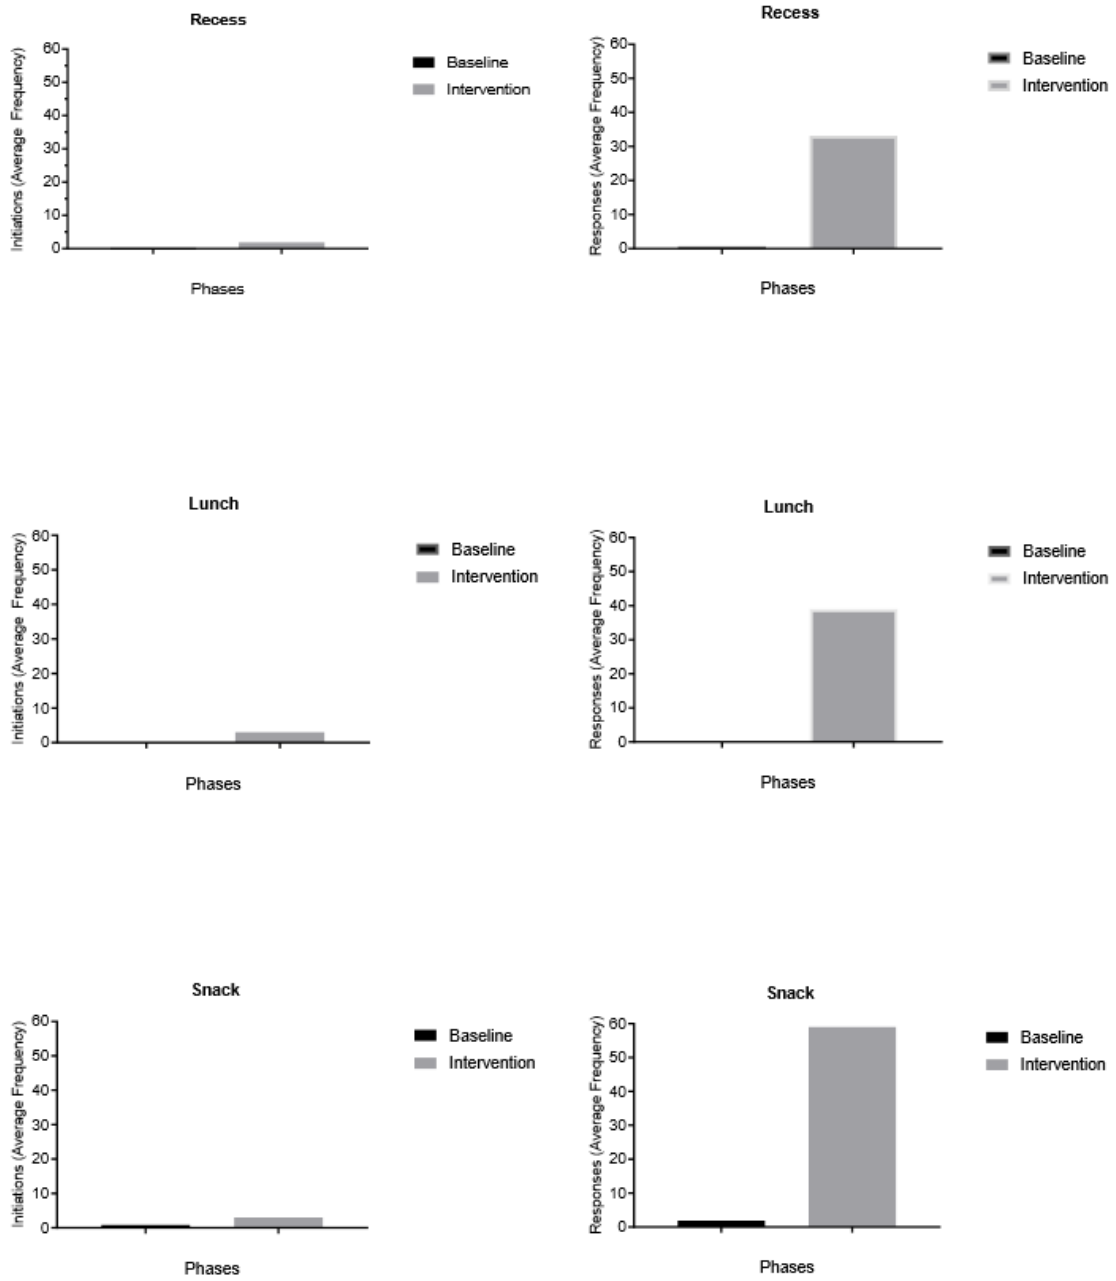 Recess
Initiations (Average Frequency)
60
50
40
30
20
10
0
Baseline
Intervention
Phases
Recess
Responses (Average Frequency)
60
50
40
30
20
10
0
Baseline
Intervention
Phases
Lunch
Initiations (Average Frequency)
60
50
40
30
20
10
0
Baseline
Intervention
Phases
Lunch
Responses (Average Frequency)
60
50
40
30
20
10
0
Baseline
Intervention
Phases
Snack
Initiations (Average Frequency)
60
50
40
30
20
10
0
Baseline
Intervention
Phases
Snack
Responses (Average Frequency)
60
50
40
30
20
10
0
Baseline
Intervention
Phases